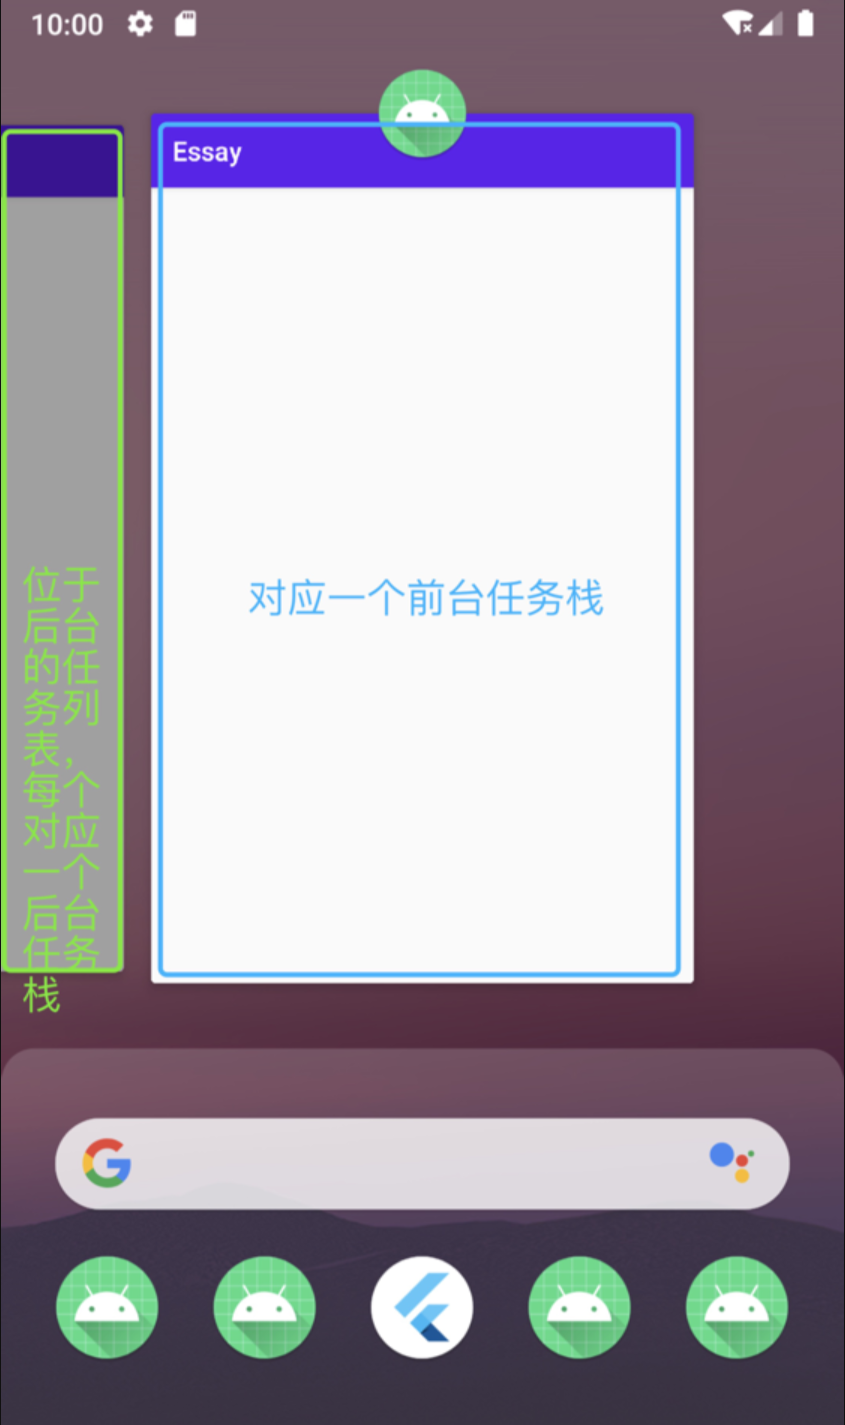 10:00
Essay
对应一个前台任务栈
位于
后台
的任
务列
表，
每个
对应
一个
后台
任务
栈